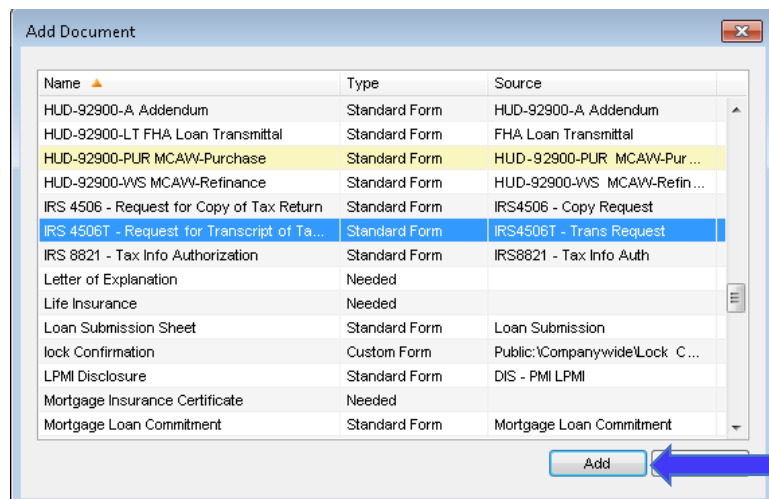 Add Document
Name Type Source
HUD-92900-A Addendum Standard Form HUD-92900-A Addendum
HUD-92900-LT FHA Loan Transmittal Standard Form FHA Loan Transmittal
HUD-92900-PUR MCAW-Purchase Standard Form HUD-92900-PUR MCAW-Pur...
HUD-92900-WS MCAW-Refinance Standard Form HUD-92900-WS MCAW-Refin...
IRS 4506 - Request for Copy of Tax Return Standard Form IRS4506 - Copy Request
IRS 4506T - Request for Transcript of Ta... Standard Form IRS4506T - Trans Request
IRS 8821 - Tax Info Authorization Standard Form IRS8821 - Tax Info Auth
Letter of Explanation Needed
Life Insurance Needed
Loan Submission Sheet Standard Form Loan Submission
lock Confirmation Custom Form Public:\Companywide\Lock C...
LPMI Disclosure Standard Form DIS - PMI LPMI
Mortgage Insurance Certificate Needed
Mortgage Loan Commitment Standard Form Mortgage Loan Commitment
Add